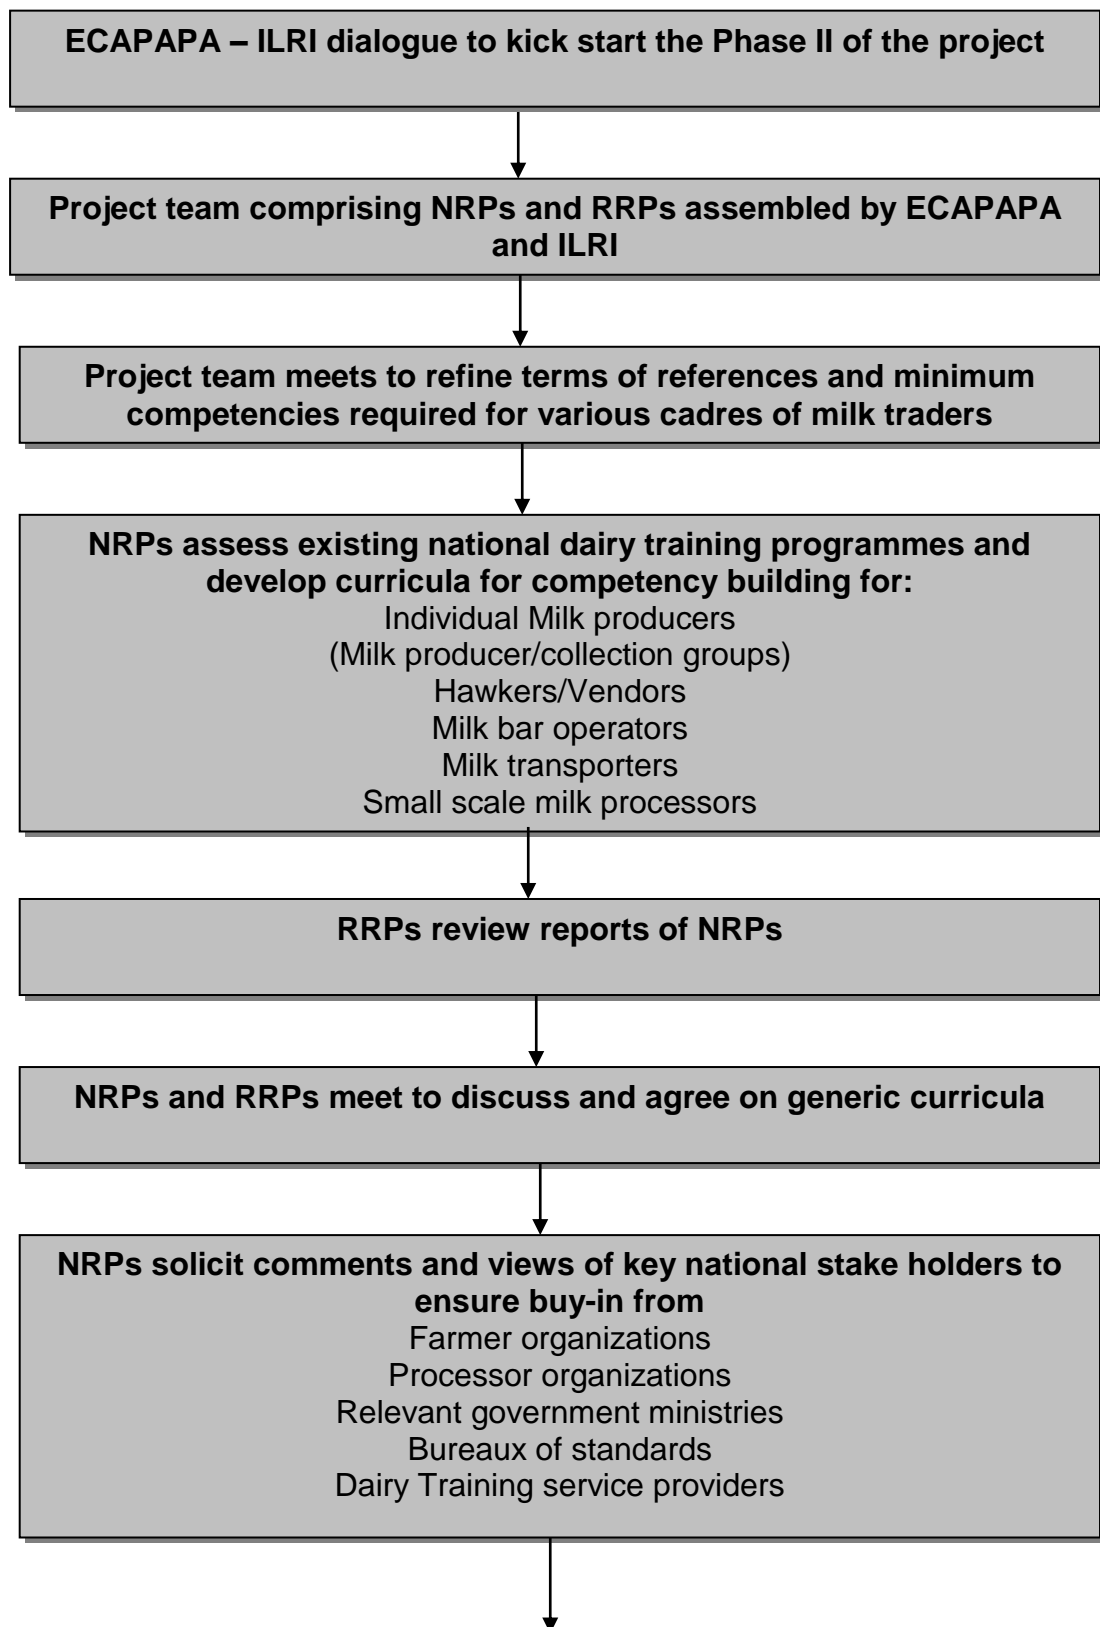 ECAPAPA – ILRI dialogue to kick start the Phase II of the project
Project team comprising NRPs and RRPs assembled by ECAPAPA
and ILRI
Project team meets to refine terms of references and minimum
competencies required for various cadres of milk traders
NRPs assess existing national dairy training programmes and
develop curricula for competency building for:
Individual Milk producers
(Milk producer/collection groups)
Hawkers/Vendors
Milk bar operators
Milk transporters
Small scale milk processors
RRPs review reports of NRPs
NRPs and RRPs meet to discuss and agree on generic curricula
NRPs solicit comments and views of key national stake holders to
ensure buy-in from
Farmer organizations
Processor organizations
Relevant government ministries
Bureaux of standards
Dairy Training service providers